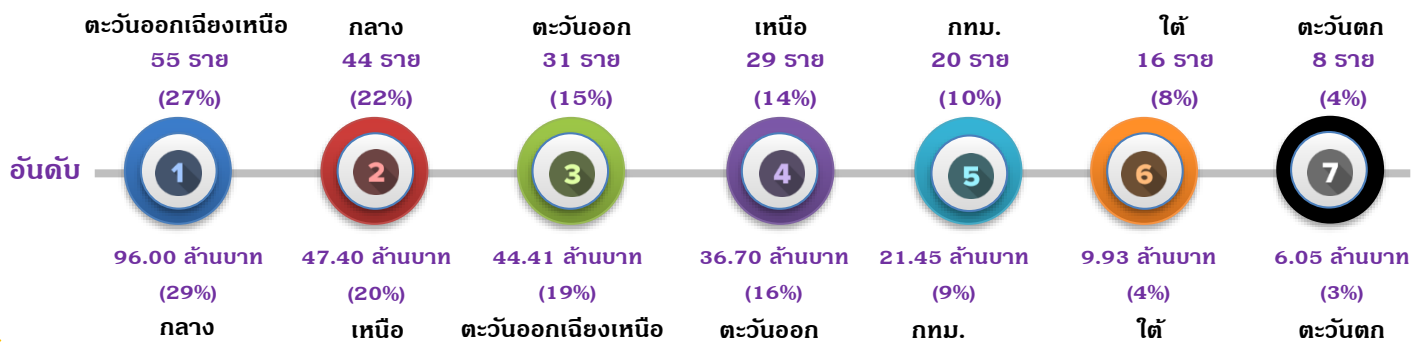 ตะวันออกเฉียงเหนือ กลาง ตะวันออก เหนือ กทม. ใต้ ตะวันตก
55 ราย 44 ราย 31 ราย 29 ราย 20 ราย 16 ราย 8 ราย
(27%) (22%) (15%) (14%) (10%) (8%) (4%)
อันดับ 1 2 3 4 5 6 7
96.00 ล้านบาท 47.40 ล้านบาท 44.41 ล้านบาท 36.70 ล้านบาท 21.45 ล้านบาท 9.93 ล้านบาท 6.05 ล้านบาท
(29%) (20%) (19%) (16%) (9%) (4%) (3%)
กลาง เหนือ ตะวันออกเฉียงเหนือ ตะวันออก กทม. ใต้ ตะวันตก